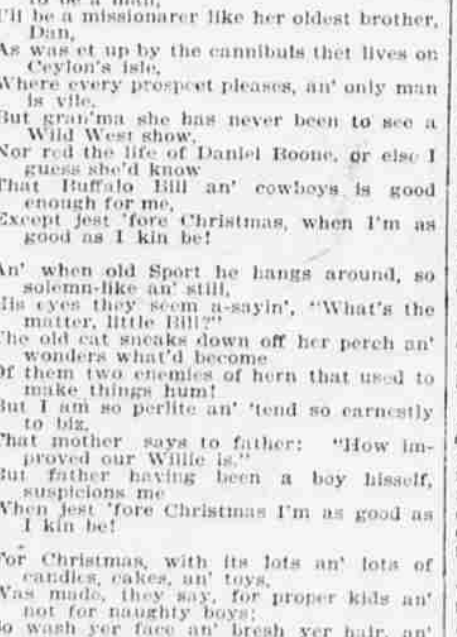 to be a man,
I'll be a missionarer like her oldest brother,
Dan,
As was et up by the cannibuls thet lives on
Ceylon's isle,
Where every prospect pleases, an' only man
is vile.
But gran'ma she has never been to see a
Wild West show,
Nor red the life of Daniel Boone, or else I
guess she'd know
That Buffalo Bill an' cowboys is good
enough for me,
Except jest 'fore Christmas, when I'm as
good as I kin be!
An' when old Sport he hangs around, so
solemn-like an' still,
His eyes they seem a-sayin', "What's the
matter, little Bill?"
The old cat sneaks down off her perch an'
wonders what'd become
Of them two enemies of hern that used to
make things hum!
But I am so perlite an' 'tend so earnestly
to biz,
That mother says to father: "How im-
proved our Willie is."
But father having been a boy hisself,
suspicions me
When jest 'fore Christmas I'm as good as
I kin be!
For Christmas, with its lots an' lots of
candies, cakes, an' toys,
Was made, they say, for proper kids an'
not for naughty boys;
So wash yer face an' bresh yer hair, an'